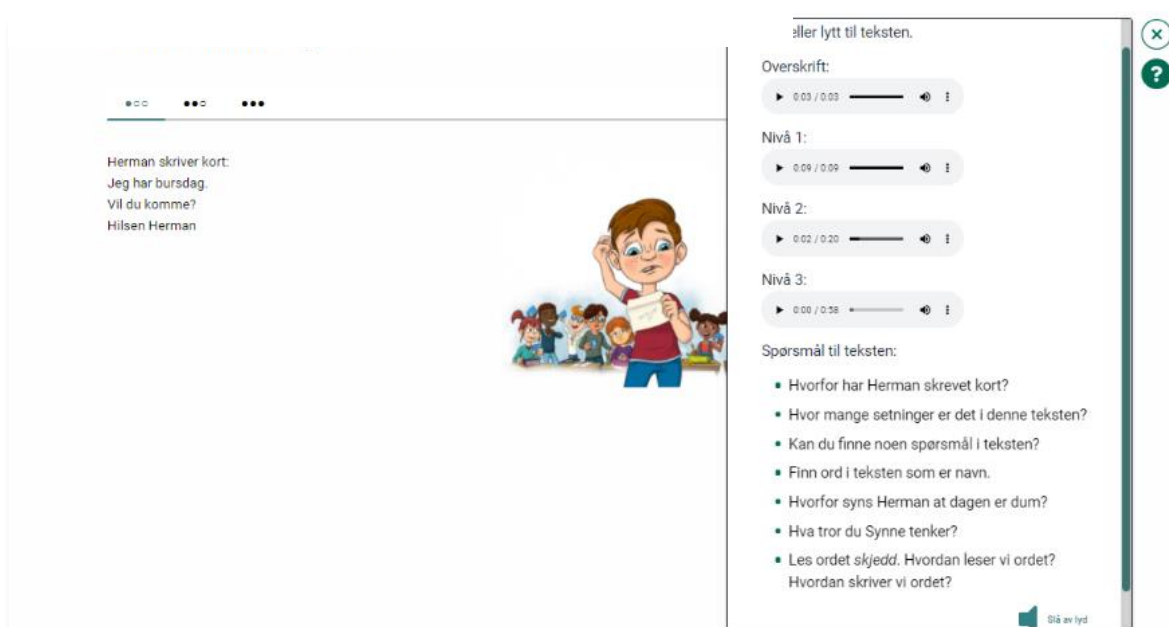 Herman skriver kort:
Jeg har bursdag.
Vil du komme?
Hilsen Herman
eller lytt til teksten.
Overskrift:
0:03 / 0:03
Nivå 1:
0:09 / 0:09
Nivå 2:
0:02 / 0:20
Nivå 3:
0:00 / 0:58
Spørsmål til teksten:
Hvorfor har Herman skrevet kort?
Hvor mange setninger er det i denne teksten?
Kan du finne noen spørsmål i teksten?
Finn ord i teksten som er navn.
Hvorfor syns Herman at dagen er dum?
Hva tror du Synne tenker?
Les ordet skjedd. Hvordan leser vi ordet?
Hvordan skriver vi ordet?
Slå av lyd
?